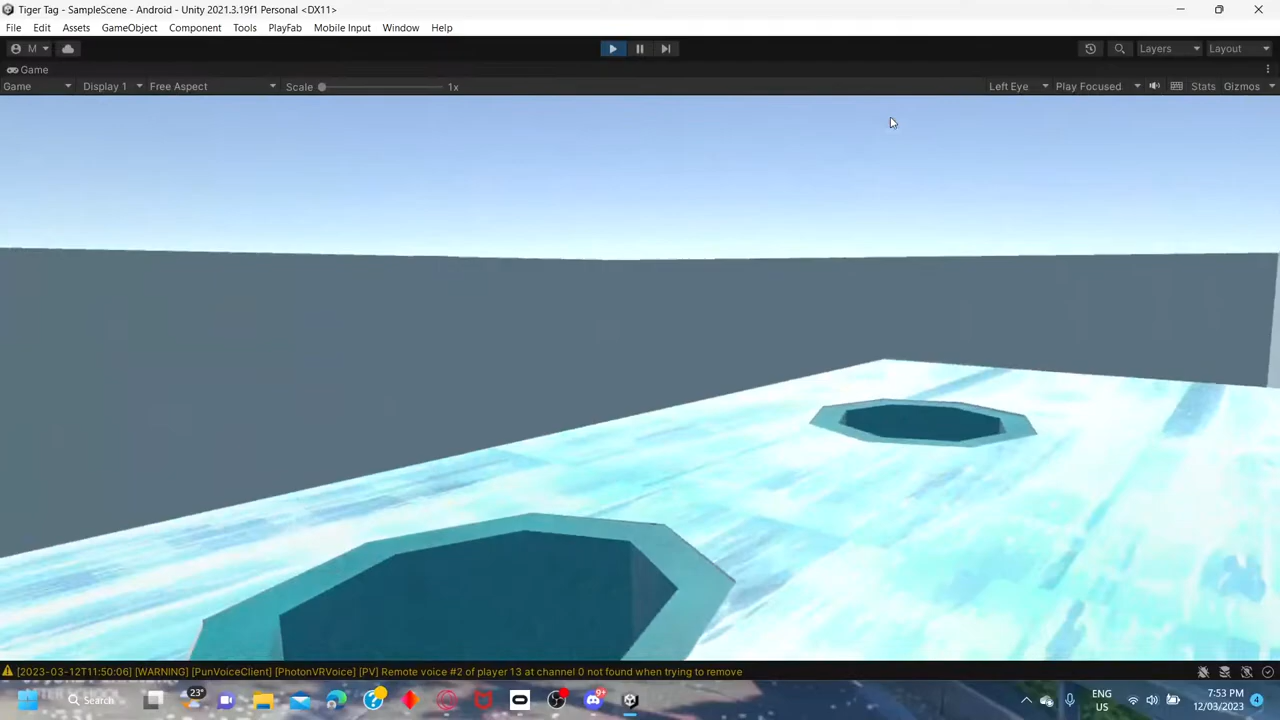 Tiger Tag - SampleScene - Android - Unity 2021.3.19f1 Personal <DX11>
File Edit Assets GameObject Component Tools PlayFab Mobile Input Window Help
M Layers Layout
Game
Game Display 1 Free Aspect Scale 1x Left Eye Play Focused Stats Gizmos
[2023-03-12T11:50:06] [WARNING] [PunVoiceClient] [PhotonVRVoice] [PV] Remote voice #2 of player 13 at channel 0 not found when trying to remove
Search 23° 9+ ENG US 7:53 PM 12/03/2023 4